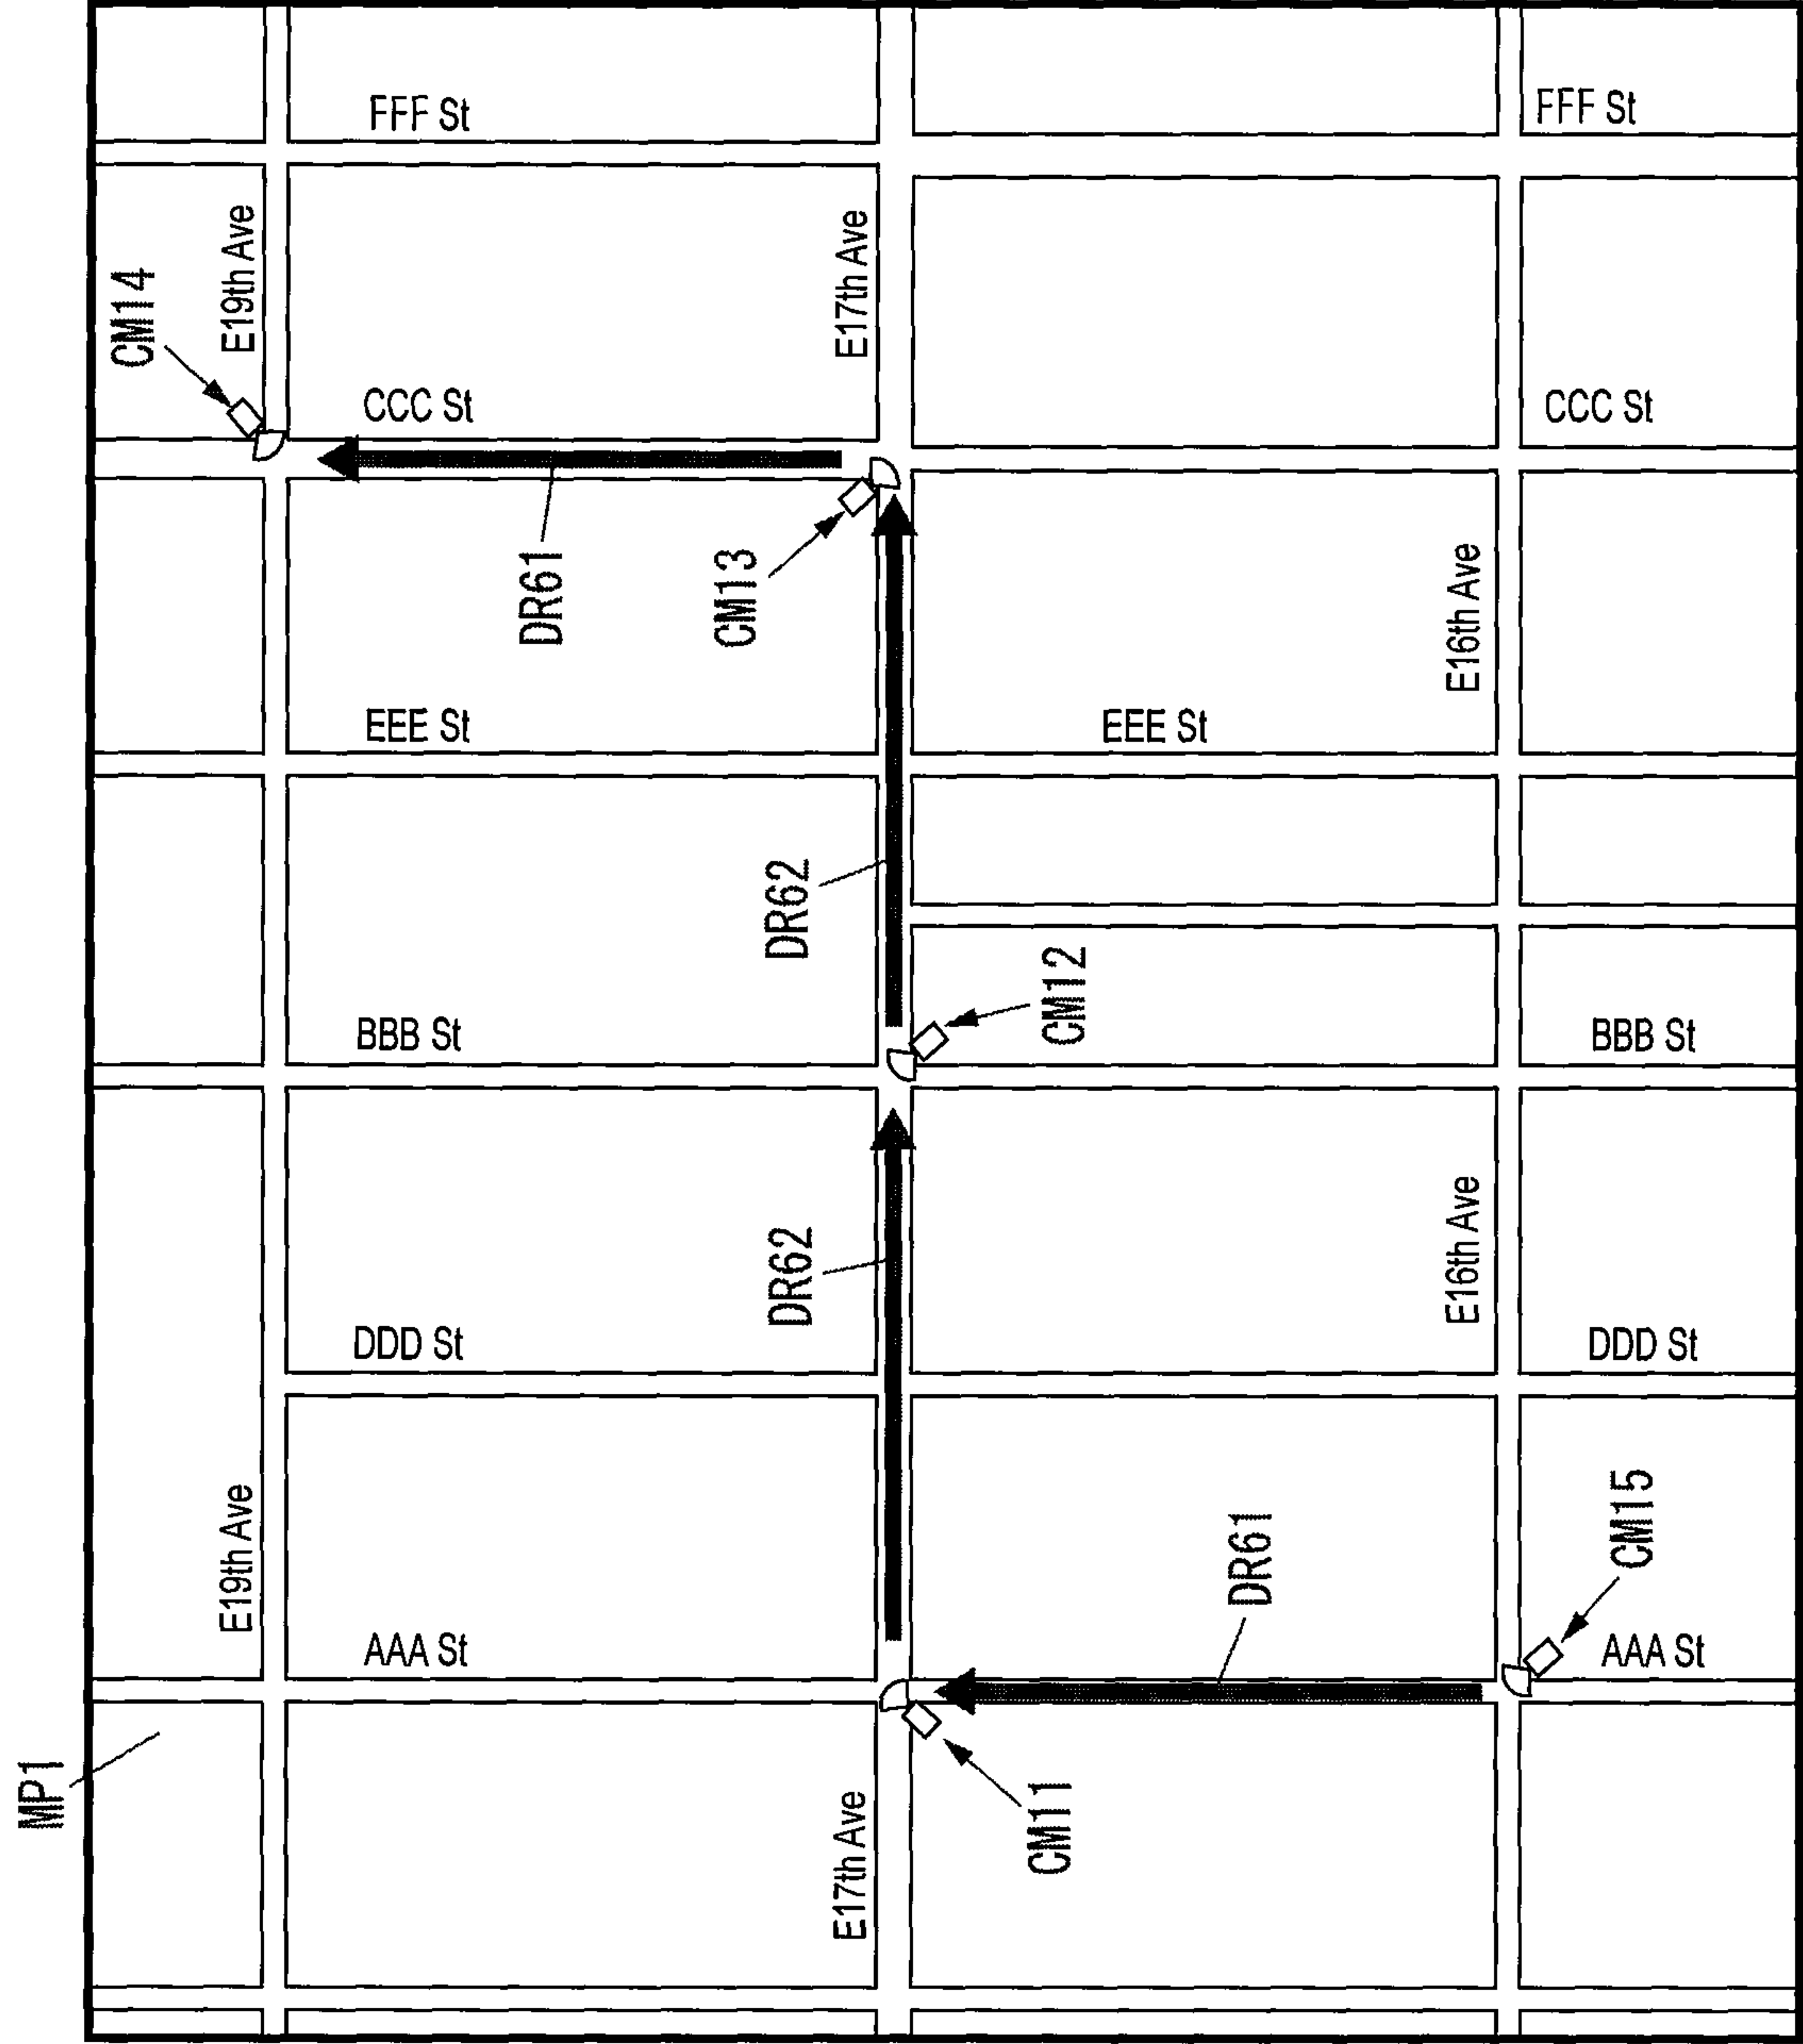 FFF St
FFF St
E19th Ave
E17th Ave
CM14
CCC St
CCC St
DR61
CM13
E16th Ave
EEE St
EEE St
DR62
CM12
BBB St
BBB St
DR62
E16th Ave
DDD St
DDD St
E19th Ave
DR61
CM15
AAA St
AAA St
MP1
E17th Ave
CM11